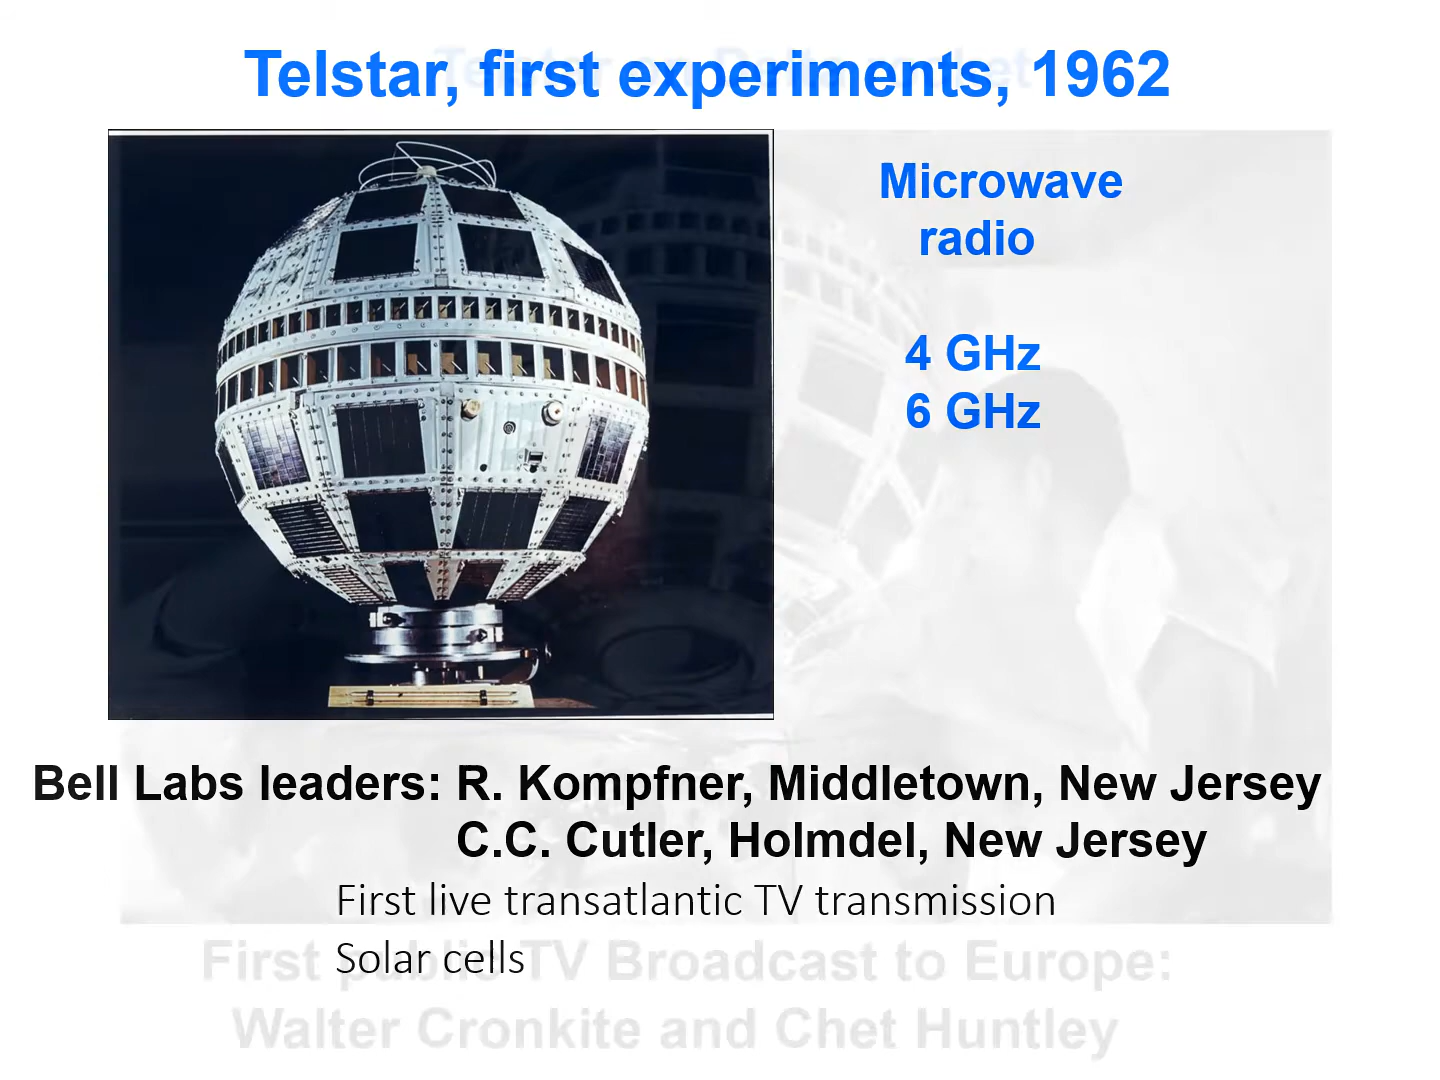 Telstar, first experiments, 1962
Microwave
radio
4 GHz
6 GHz
Bell Labs leaders: R. Kompfner, Middletown, New Jersey
C.C. Cutler, Holmdel, New Jersey
First live transatlantic TV transmission
Solar cells
First public TV Broadcast to Europe:
Walter Cronkite and Chet Huntley